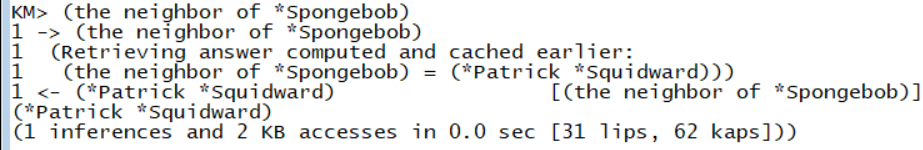 KM> (the neighbor of *Spongebob)
1 -> (the neighbor of *Spongebob)
1  (Retrieving answer computed and cached earlier:
1   (the neighbor of *Spongebob) = (*Patrick *Squidward)))
1 <- (*Patrick *Squidward)                [(the neighbor of *Spongebob)]
(*Patrick *Squidward)
(1 inferences and 2 KB accesses in 0.0 sec [31 lips, 62 kaps]))